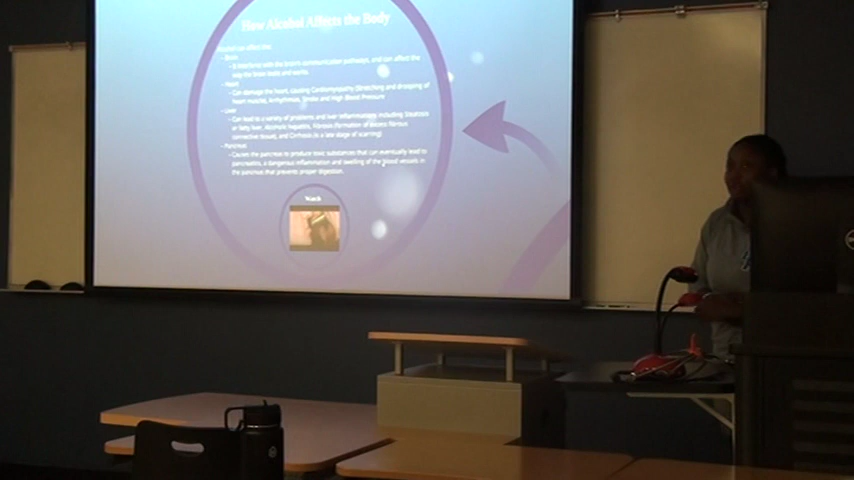 How Alcohol Affects the Body
Alcohol can affect the:
- Brain
- It interferes with the brain's communication pathways, and can affect the
way the brain looks and works.
- Heart
- Can damage the heart, causing Cardiomyopathy (Stretching and drooping of
heart muscle), Arrhythmias, Stroke and High Blood Pressure
- Liver
- Can lead to a variety of problems and liver inflammations including Steatosis
or fatty liver, Alcoholic hepatitis, Fibrosis (formation of excess fibrous
connective tissue), and Cirrhosis (a late stage of scarring)
- Pancreas
- Causes the pancreas to produce toxic substances that can eventually lead to
pancreatitis, a dangerous inflammation and swelling of the blood vessels in
the pancreas that prevents proper digestion.
Watch